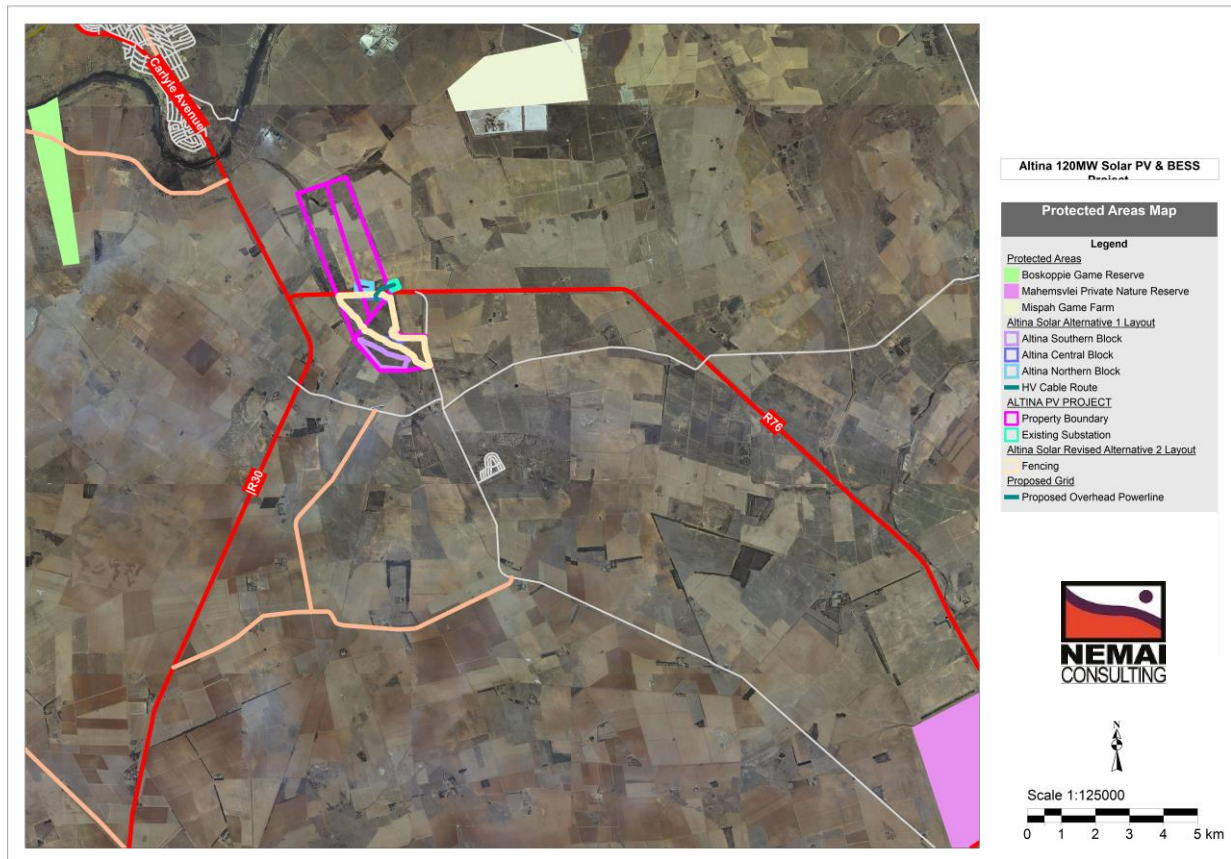 Carlyle Avenue
R76
R30
Altina 120MW Solar PV & BESS
Project
Protected Areas Map
Legend
Protected Areas
Boskoppie Game Reserve
Mahemsvlei Private Nature Reserve
Mispah Game Farm
Altina Solar Alternative 1 Layout
Altina Southern Block
Altina Central Block
Altina Northern Block
HV Cable Route
ALTINA PV PROJECT
Property Boundary
Existing Substation
Altina Solar Revised Alternative 2 Layout
Fencing
Proposed Grid
Proposed Overhead Powerline
NEMAI
CONSULTING
N
Scale 1:125000
0 1 2 3 4 5 km